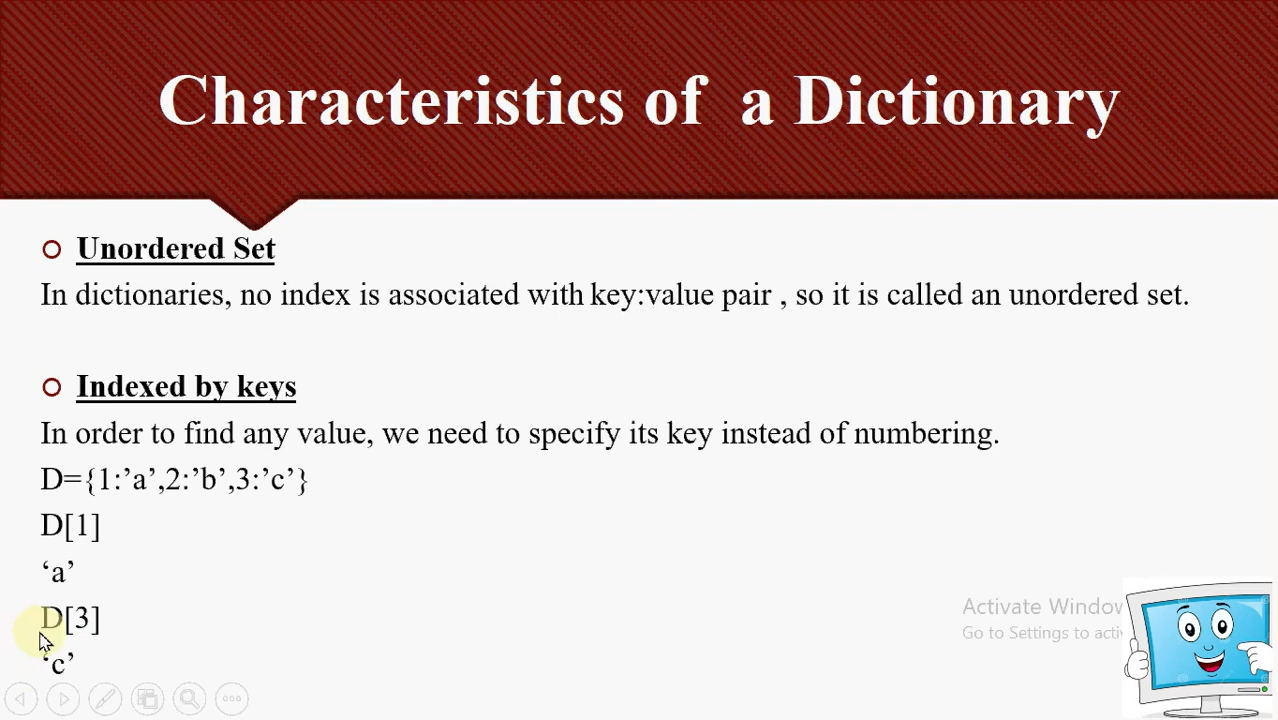 Characteristics of a Dictionary
Unordered Set
In dictionaries, no index is associated with key:value pair , so it is called an unordered set.
Indexed by keys
In order to find any value, we need to specify its key instead of numbering.
D={1:’a’,2:’b’,3:’c’}
D[1]
‘a’
D[3]
‘c’
Activate Window
Go to Settings to activ